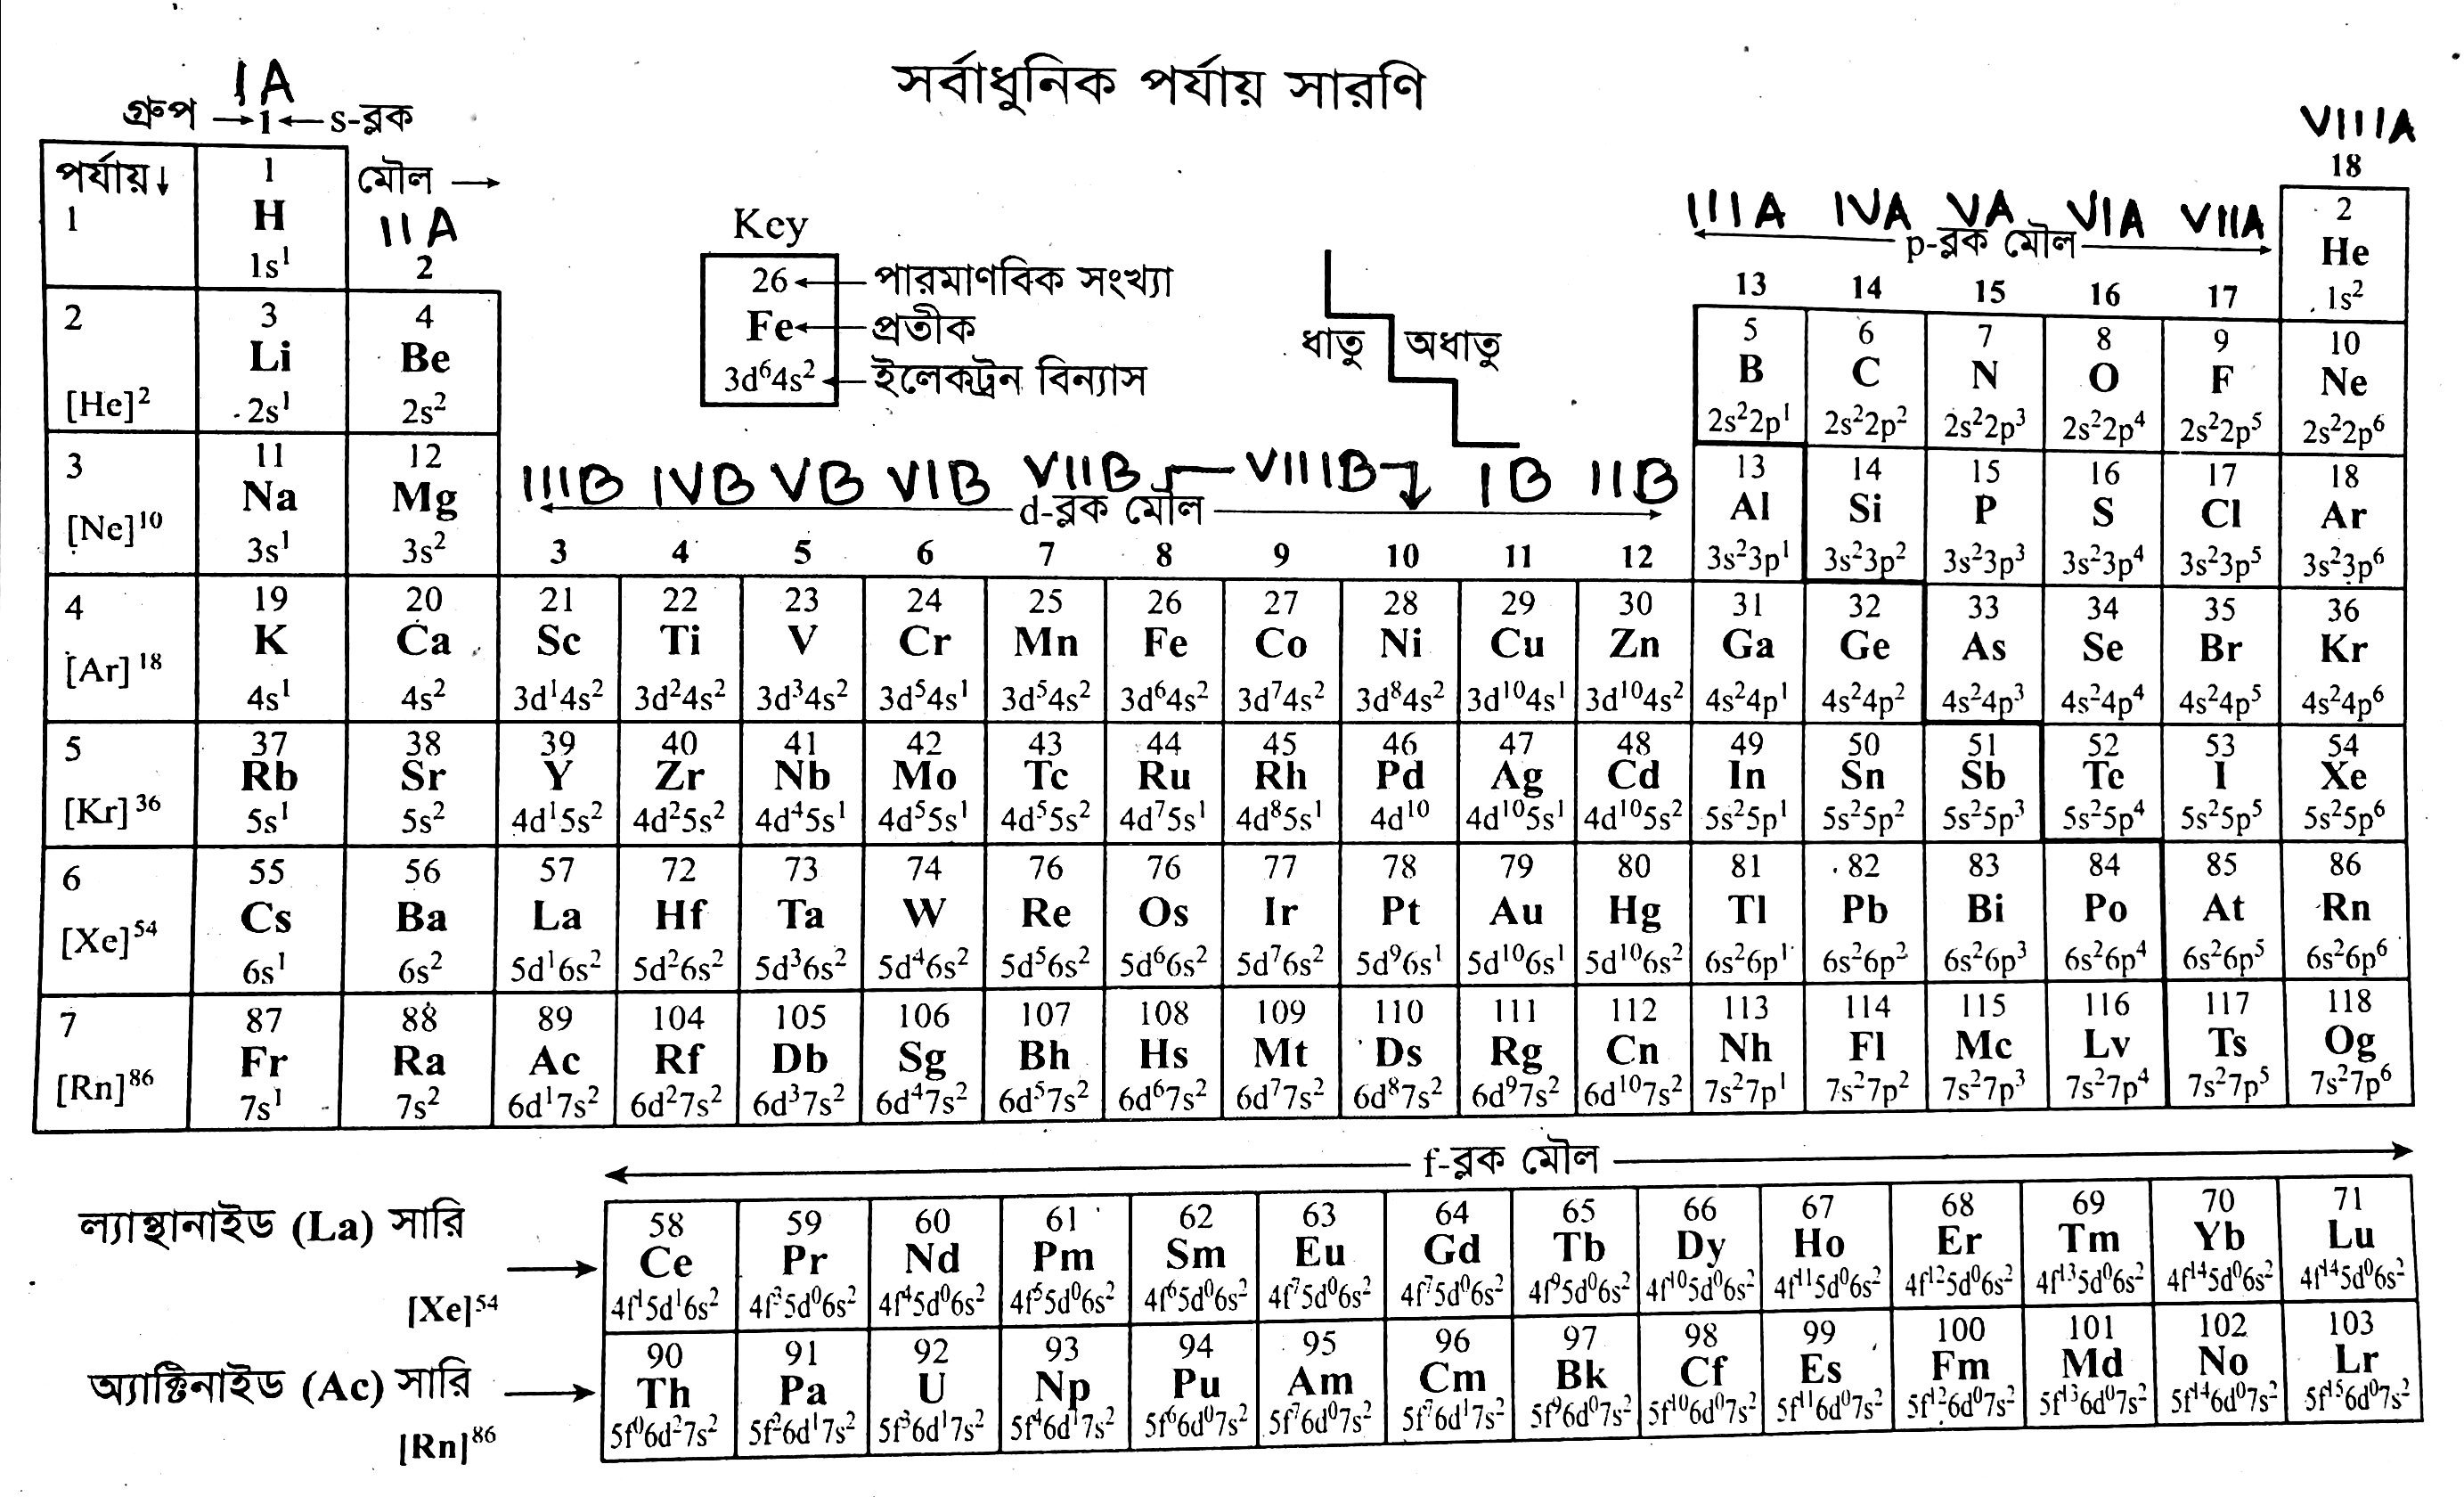 সর্বাধুনিক পর্যায় সারণি
IA
গ্রুপ →1← s-ব্লক
VIIIA
18
পর্যায়↓ 1 মৌল →
1 H IIA
1s¹ 2
Key
26 ← পারমাণবিক সংখ্যা
Fe ← প্রতীক
3d⁶4s² ← ইলেকট্রন বিন্যাস
ধাতু অধাতু
IIIA IVA VA VIA VIIA
p-ব্লক মৌল
13 14 15 16 17
2
He
1s²
2 3 4 5 6 7 8 9 10
Li Be B C N O F Ne
[He]² 2s¹ 2s² 2s²2p¹ 2s²2p² 2s²2p³ 2s²2p⁴ 2s²2p⁵ 2s²2p⁶
3 11 12 13 14 15 16 17 18
Na Mg Al Si P S Cl Ar
[Ne]¹⁰ 3s¹ 3s² 3s²3p¹ 3s²3p² 3s²3p³ 3s²3p⁴ 3s²3p⁵ 3s²3p⁶
IIIB IVB VB VIB VIIB VIIIB IB IIB
d-ব্লক মৌল
3 4 5 6 7 8 9 10 11 12
4 19 20 21 22 23 24 25 26 27 28 29 30 31 32 33 34 35 36
K Ca Sc Ti V Cr Mn Fe Co Ni Cu Zn Ga Ge As Se Br Kr
[Ar]¹⁸ 4s¹ 4s² 3d¹4s² 3d²4s² 3d³4s² 3d⁵4s¹ 3d⁵4s² 3d⁶4s² 3d⁷4s² 3d⁸4s² 3d¹⁰4s¹ 3d¹⁰4s² 4s²4p¹ 4s²4p² 4s²4p³ 4s²4p⁴ 4s²4p⁵ 4s²4p⁶
5 37 38 39 40 41 42 43 44 45 46 47 48 49 50 51 52 53 54
Rb Sr Y Zr Nb Mo Tc Ru Rh Pd Ag Cd In Sn Sb Te I Xe
[Kr]³⁶ 5s¹ 5s² 4d¹5s² 4d²5s² 4d⁴5s¹ 4d⁵5s¹ 4d⁵5s² 4d⁷5s¹ 4d⁸5s¹ 4d¹⁰ 4d¹⁰5s¹ 4d¹⁰5s² 5s²5p¹ 5s²5p² 5s²5p³ 5s²5p⁴ 5s²5p⁵ 5s²5p⁶
6 55 56 57 72 73 74 76 76 77 78 79 80 81 82 83 84 85 86
Cs Ba La Hf Ta W Re Os Ir Pt Au Hg Tl Pb Bi Po At Rn
[Xe]⁵⁴ 6s¹ 6s² 5d¹6s² 5d²6s² 5d³6s² 5d⁴6s² 5d⁵6s² 5d⁶6s² 5d⁷6s² 5d⁹6s¹ 5d¹⁰6s¹ 5d¹⁰6s² 6s²6p¹ 6s²6p² 6s²6p³ 6s²6p⁴ 6s²6p⁵ 6s²6p⁶
7 87 88 89 104 105 106 107 108 109 110 111 112 113 114 115 116 117 118
Fr Ra Ac Rf Db Sg Bh Hs Mt Ds Rg Cn Nh Fl Mc Lv Ts Og
[Rn]⁸⁶ 7s¹ 7s² 6d¹7s² 6d²7s² 6d³7s² 6d⁴7s² 6d⁵7s² 6d⁶7s² 6d⁷7s² 6d⁸7s² 6d⁹7s² 6d¹⁰7s² 7s²7p¹ 7s²7p² 7s²7p³ 7s²7p⁴ 7s²7p⁵ 7s²7p⁶
f-ব্লক মৌল
ল্যান্থানাইড (La) সারি →
58 59 60 61 62 63 64 65 66 67 68 69 70 71
Ce Pr Nd Pm Sm Eu Gd Tb Dy Ho Er Tm Yb Lu
[Xe]⁵⁴ 4f¹5d¹6s² 4f³5d⁰6s² 4f⁴5d⁰6s² 4f⁵5d⁰6s² 4f⁶5d⁰6s² 4f⁷5d⁰6s² 4f⁷5d⁰6s² 4f⁹5d⁰6s² 4f¹⁰5d⁰6s² 4f¹¹5d⁰6s² 4f¹²5d⁰6s² 4f¹³5d⁰6s² 4f¹⁴5d⁰6s² 4f¹⁴5d⁰6s²
অ্যাক্টিনাইড (Ac) সারি →
90 91 92 93 94 95 96 97 98 99 100 101 102 103
Th Pa U Np Pu Am Cm Bk Cf Es Fm Md No Lr
[Rn]⁸⁶ 5f⁰6d²7s² 5f²6d¹7s² 5f³6d¹7s² 5f⁴6d¹7s² 5f⁶6d⁰7s² 5f⁷6d⁰7s² 5f⁷6d¹7s² 5f⁹6d⁰7s² 5f¹⁰6d⁰7s² 5f¹¹6d⁰7s² 5f¹²6d⁰7s² 5f¹³6d⁰7s² 5f¹⁴6d⁰7s² 5f¹⁵6d⁰7s²